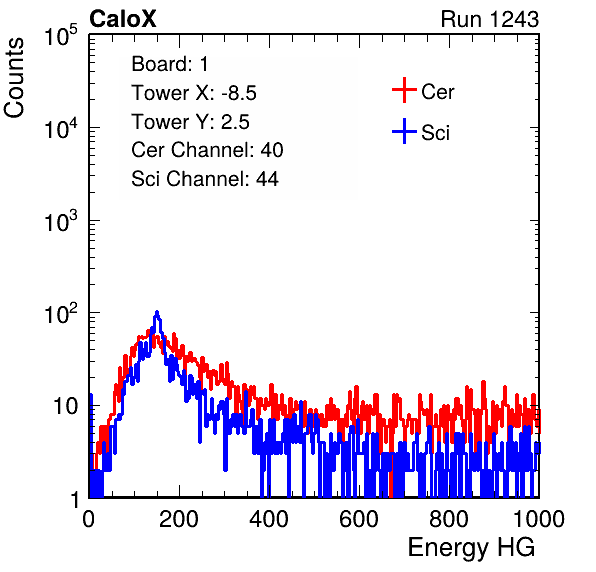 CaloX Run 1243
Counts
10^5
10^4
10^3
10^2
10
1
Board: 1
Tower X: -8.5
Tower Y: 2.5
Cer Channel: 40
Sci Channel: 44
Cer
Sci
0 200 400 600 800 1000
Energy HG